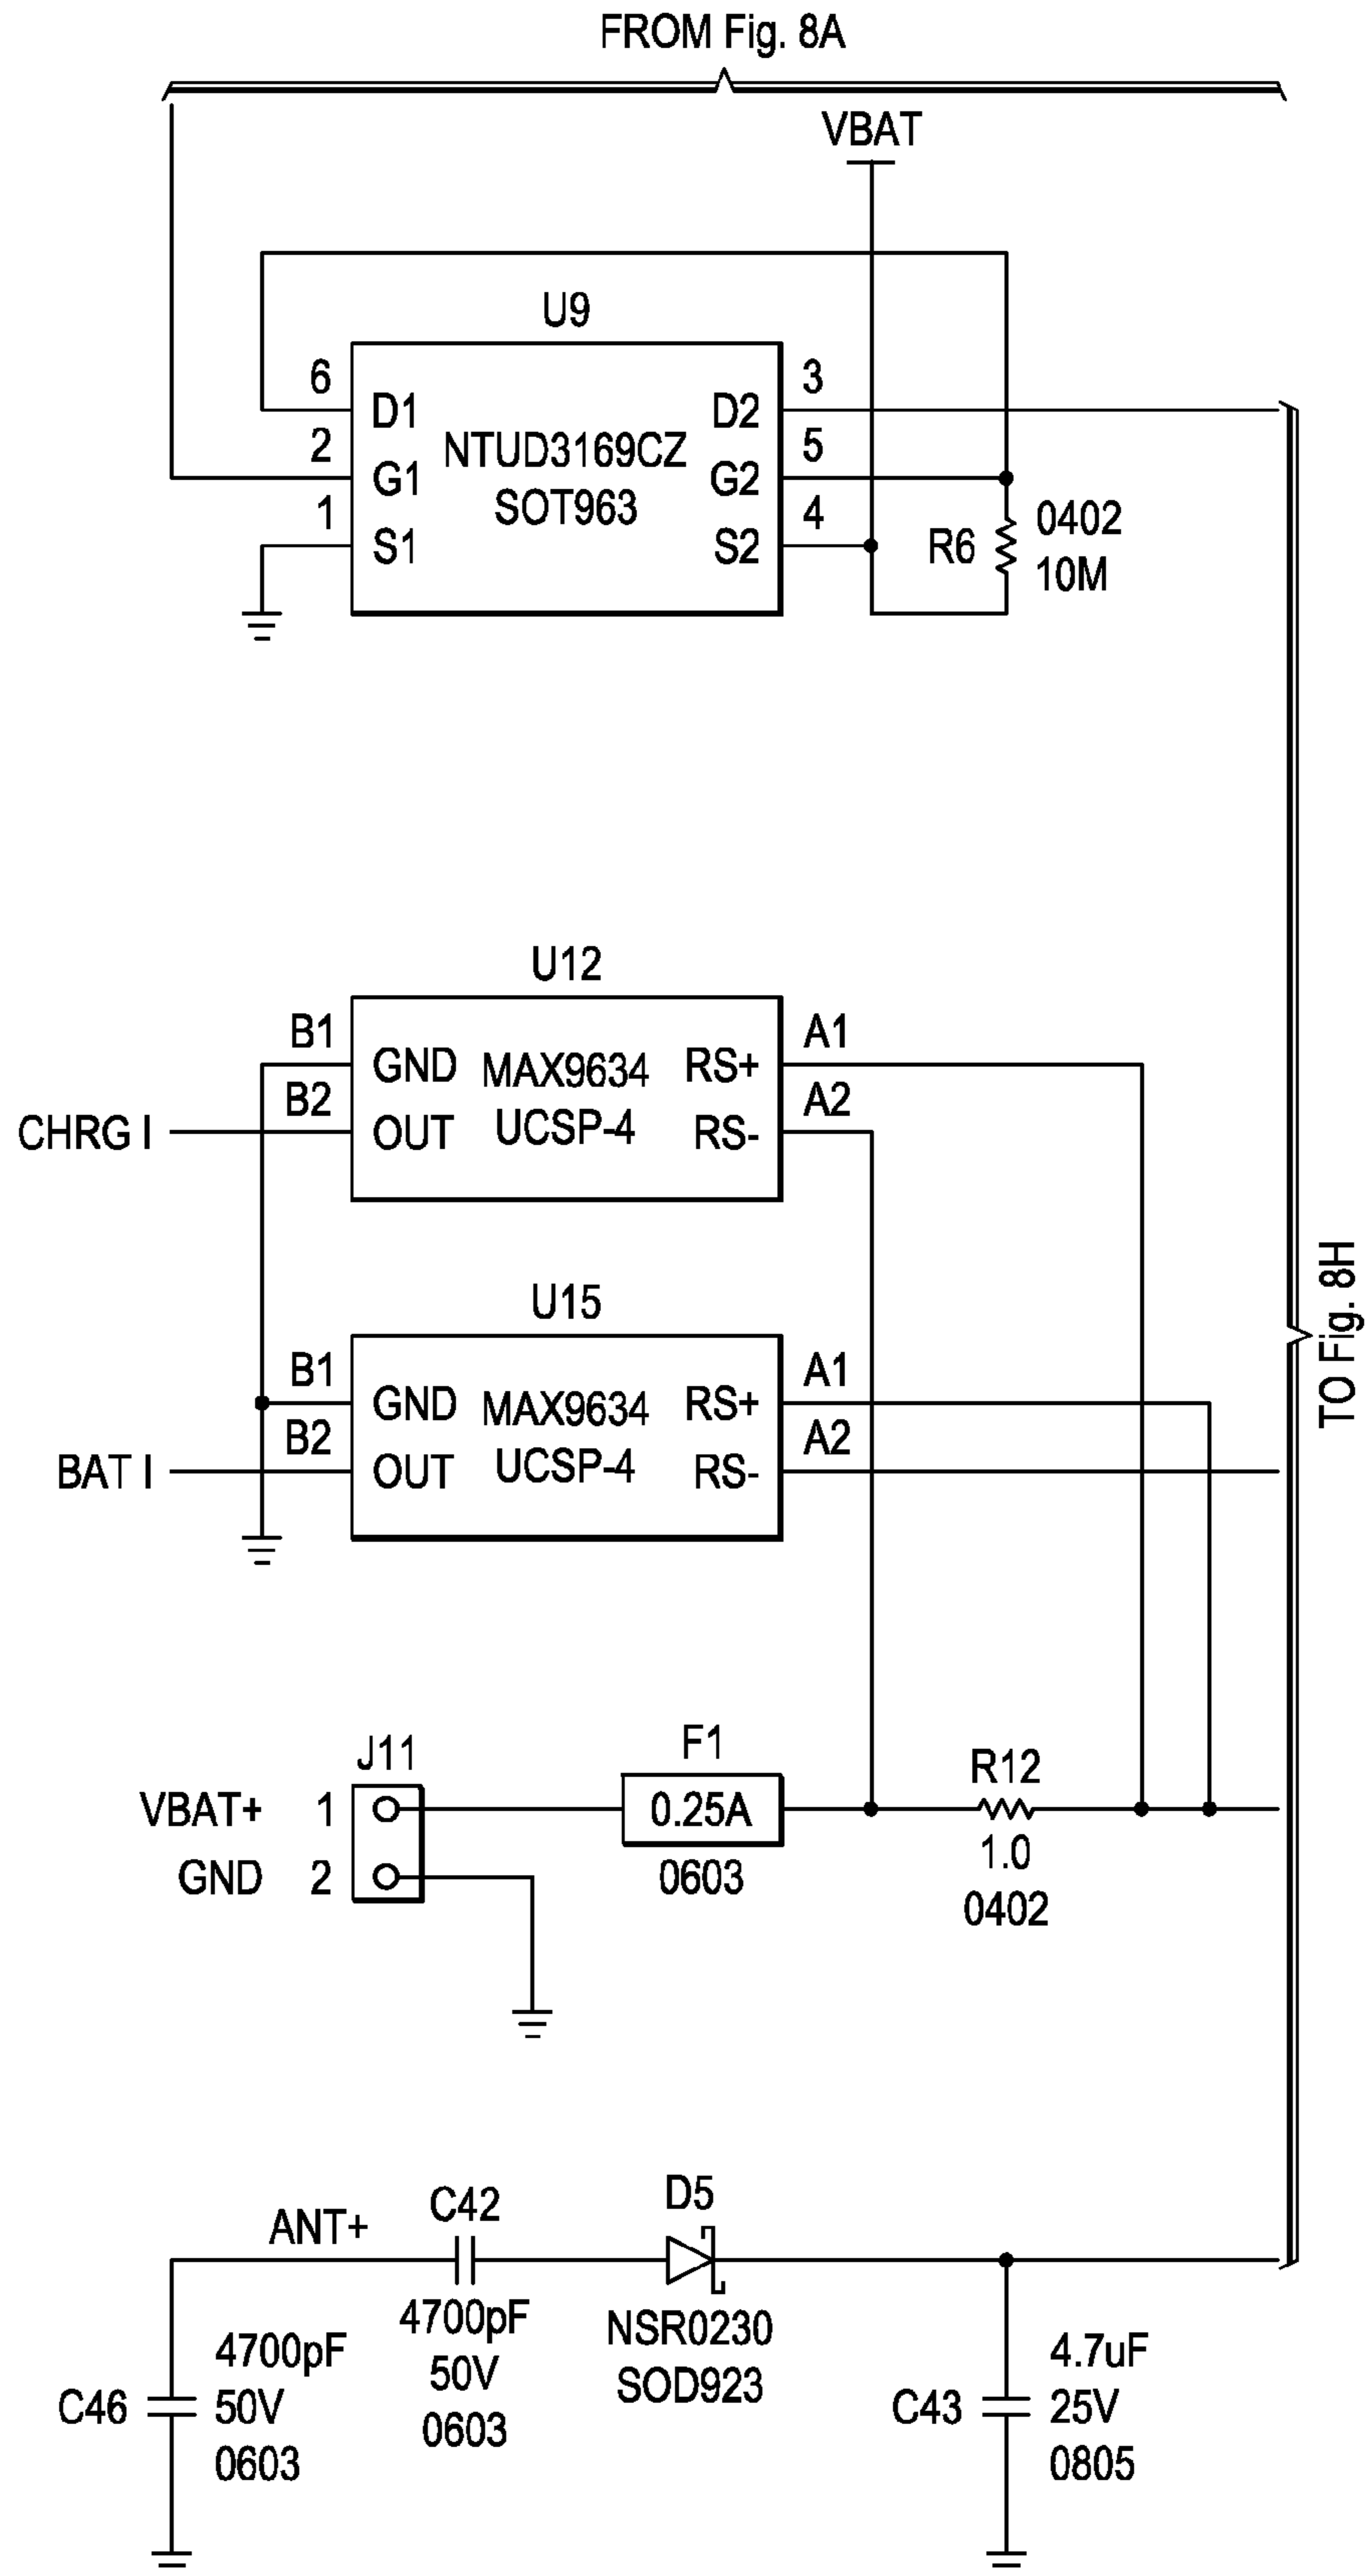 FROM Fig. 8A
VBAT
U9
6
D1
D2
3
2
G1
NTUD3169CZ
SOT963
G2
5
1
S1
S2
4
R6
0402
10M
U12
B1
GND
MAX9634
RS+
A1
B2
CHRG I
OUT
UCSP-4
RS-
A2
U15
B1
GND
MAX9634
RS+
A1
B2
BAT I
OUT
UCSP-4
RS-
A2
TO Fig. 8H
J11
F1
R12
VBAT+
1
0.25A
1.0
GND
2
0603
0402
ANT+
C42
D5
4700pF
50V
0603
NSR0230
SOD923
C46
4700pF
50V
0603
C43
4.7uF
25V
0805